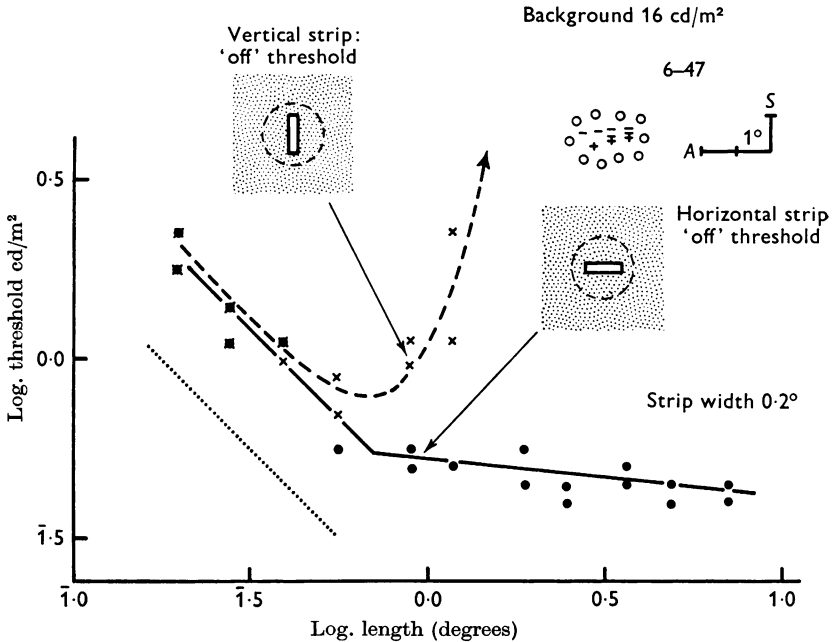 Background 16 cd/m²
Vertical strip:
'off' threshold
6–47
S
A
1°
Horizontal strip
'off' threshold
Strip width 0·2°
Log. threshold cd/m²
0·5
0·0
1̄·5
1̄·0
1̄·5
0·0
0·5
1·0
Log. length (degrees)